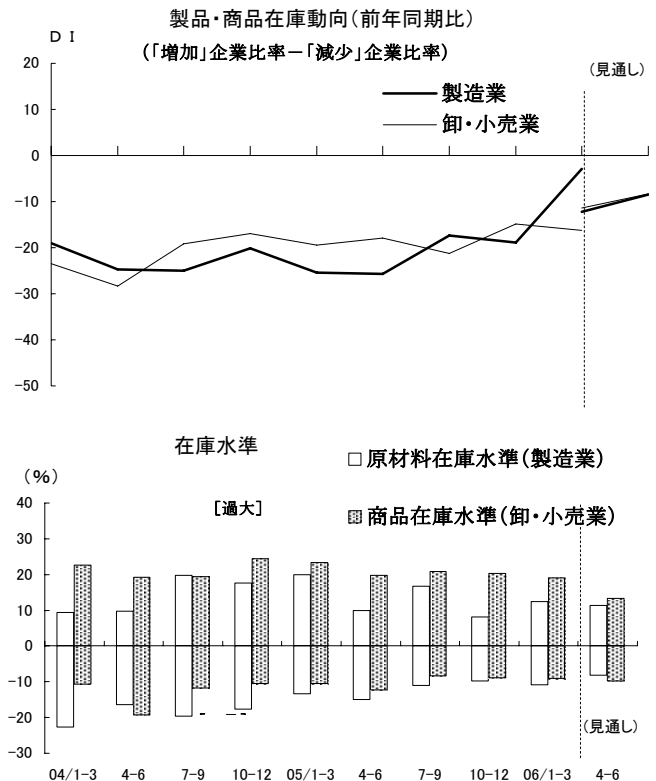 製品・商品在庫動向(前年同期比)
DI
(「増加」企業比率－「減少」企業比率)
20
10
0
-10
-20
-30
-40
-50
(見通し)
製造業
卸・小売業
在庫水準
(%)
□原材料在庫水準(製造業)
[過大]
商品在庫水準(卸・小売業)
40
30
20
10
0
-10
-20
-30
(見通し)
04/1-3 4-6 7-9 10-12 05/1-3 4-6 7-9 10-12 06/1-3 4-6